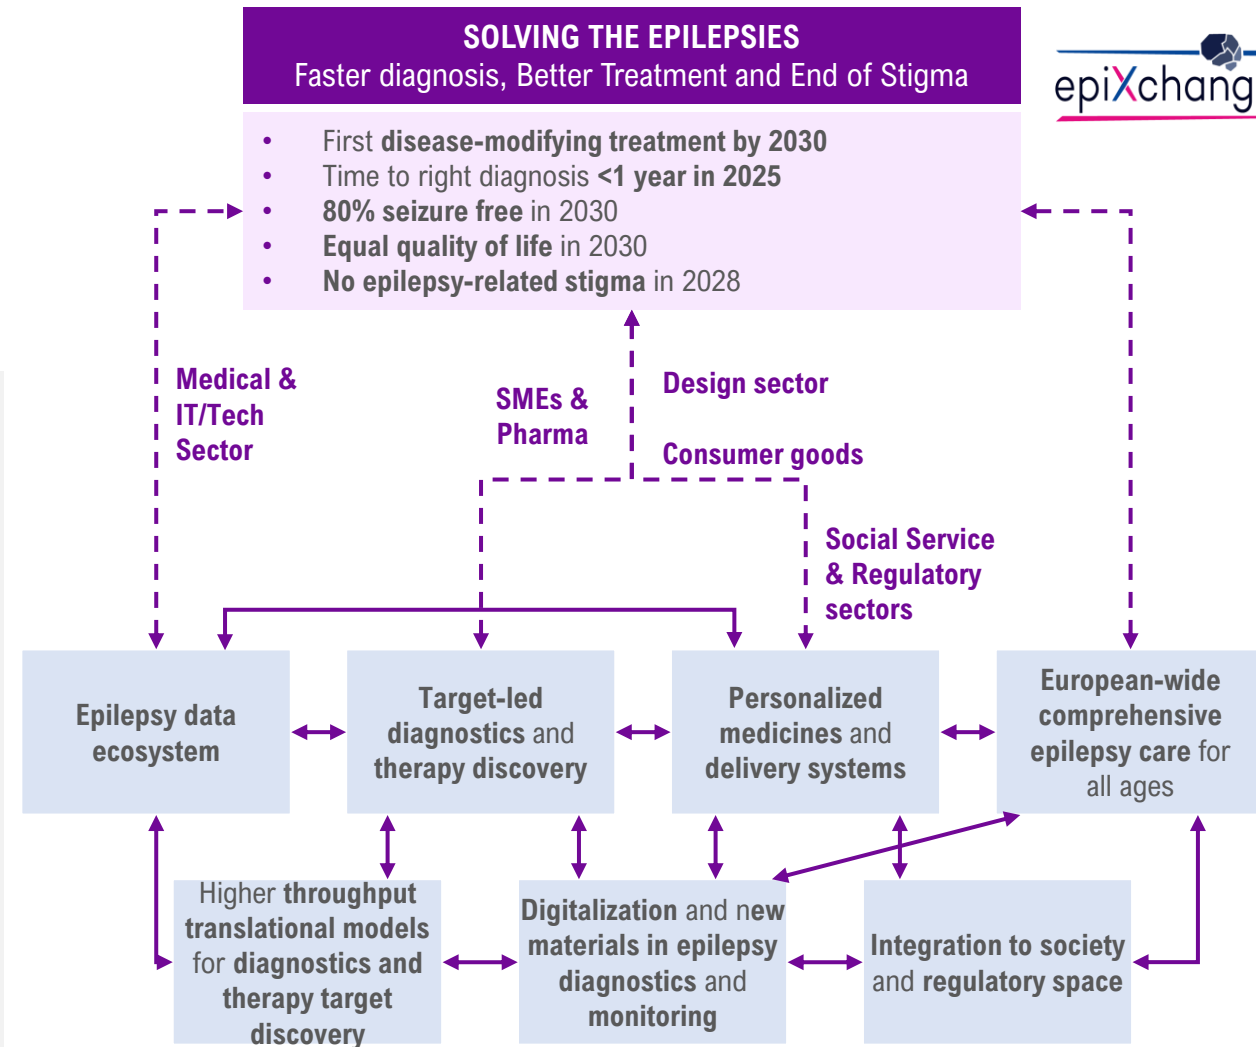 SOLVING THE EPILEPSIES
Faster diagnosis, Better Treatment and End of Stigma
epiXchang
• First disease-modifying treatment by 2030
• Time to right diagnosis <1 year in 2025
• 80% seizure free in 2030
• Equal quality of life in 2030
• No epilepsy-related stigma in 2028
Medical &
IT/Tech
Sector
SMEs &
Pharma
Design sector
Consumer goods
Social Service
& Regulatory
sectors
Epilepsy data
ecosystem
Target-led
diagnostics and
therapy discovery
Personalized
medicines and
delivery systems
European-wide
comprehensive
epilepsy care for
all ages
Higher throughput
translational models
for diagnostics and
therapy target
discovery
Digitalization and new
materials in epilepsy
diagnostics and
monitoring
Integration to society
and regulatory space